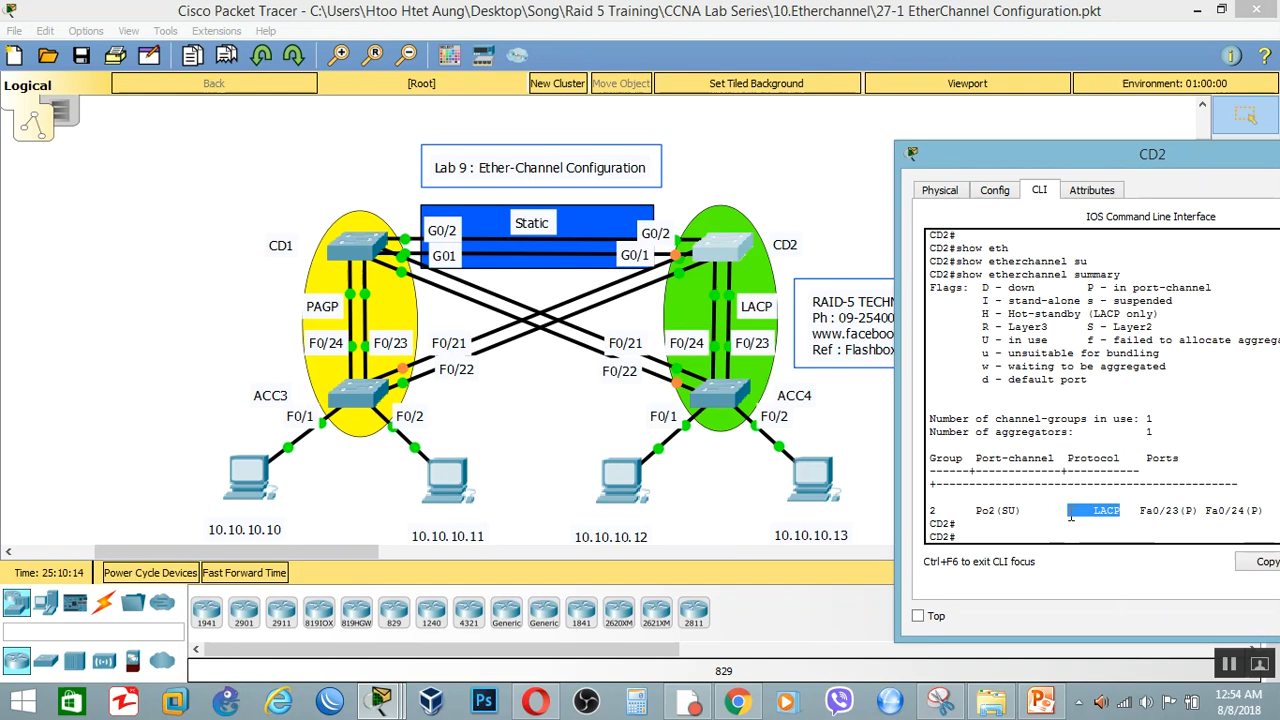 Cisco Packet Tracer - C:\Users\Htoo Htet Aung\Desktop\Song\Raid 5 Training\CCNA Lab Series\10.Etherchannel\27-1 EtherChannel Configuration.pkt
File Edit Options View Tools Extensions Help
Logical Back [Root] New Cluster Move Object Set Tiled Background Viewport Environment: 01:00:00
Lab 9 : Ether-Channel Configuration
Static
G0/2
G0/2
CD1
CD2
G01
G0/1
PAGP
LACP
F0/24
F0/23
F0/21
F0/22
F0/21
F0/22
F0/24
F0/23
ACC3
ACC4
F0/1
F0/2
F0/1
F0/2
10.10.10.10
10.10.10.11
10.10.10.12
10.10.10.13
RAID-5 TECHN
Ph : 09-25400
www.facebo
Ref : Flashbox
CD2
Physical Config CLI Attributes
IOS Command Line Interface
CD2#
CD2#show eth
CD2#show etherchannel su
CD2#show etherchannel summary
Flags: D - down P - in port-channel
I - stand-alone s - suspended
H - Hot-standby (LACP only)
R - Layer3 S - Layer2
U - in use f - failed to allocate aggrega
u - unsuitable for bundling
w - waiting to be aggregated
d - default port
Number of channel-groups in use: 1
Number of aggregators: 1
Group Port-channel Protocol Ports
------+-------------+-----------
+----------------------------------------------
2 Po2(SU) LACP Fa0/23(P) Fa0/24(P)
CD2#
CD2#
Ctrl+F6 to exit CLI focus
Copy
Top
Time: 25:10:14 Power Cycle Devices Fast Forward Time
1941 2901 2911 819IOX 819HGW 829 1240 4321 Generic Generic 1841 2620XM 2621XM 2811
829
12:54 AM
8/8/2018